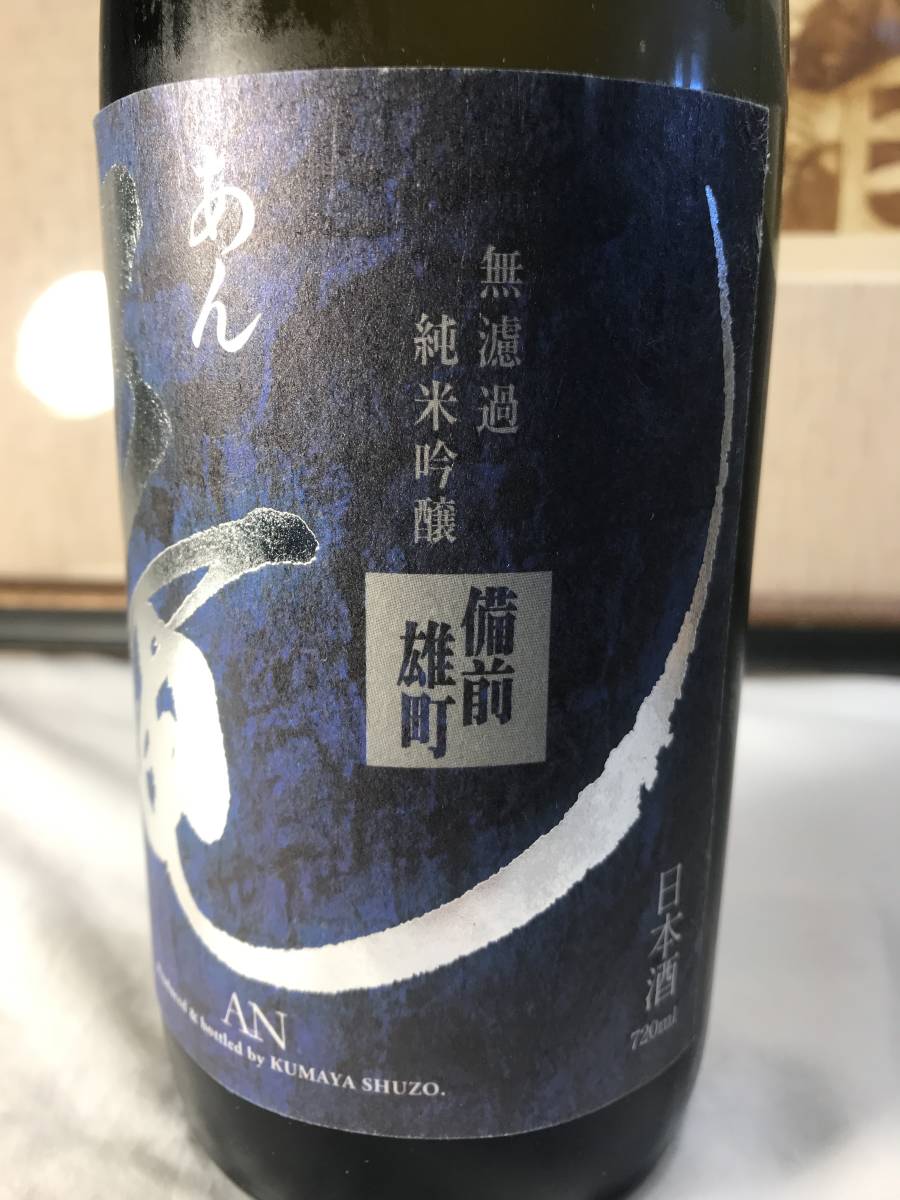 あん
無濾過
純米吟醸
備前
雄町
日本酒
720ml
AN
& bottled by KUMAYA SHUZO.